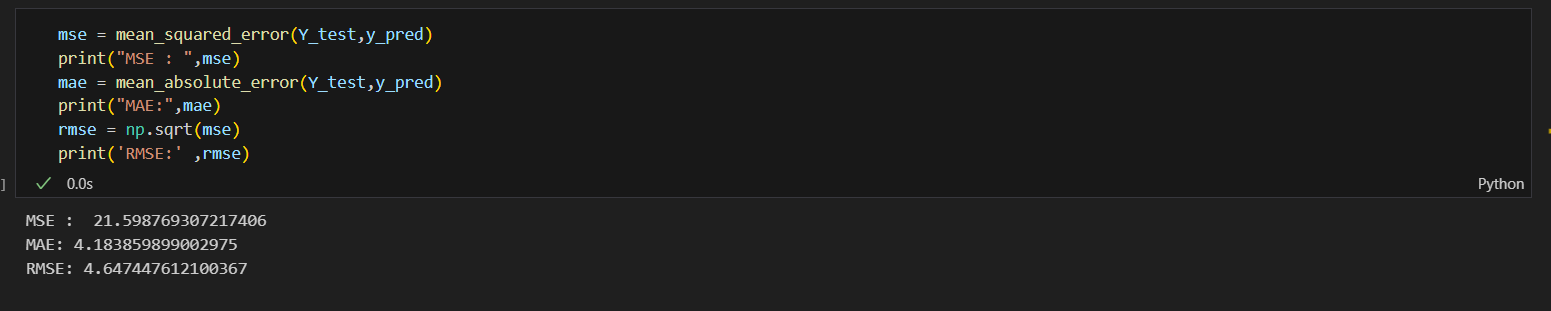 mse = mean_squared_error(Y_test,y_pred)
print("MSE : ",mse)
mae = mean_absolute_error(Y_test,y_pred)
print("MAE:",mae)
rmse = np.sqrt(mse)
print('RMSE:' ,rmse)
] ✓ 0.0s Python
MSE :  21.598769307217406
MAE: 4.183859899002975
RMSE: 4.647447612100367